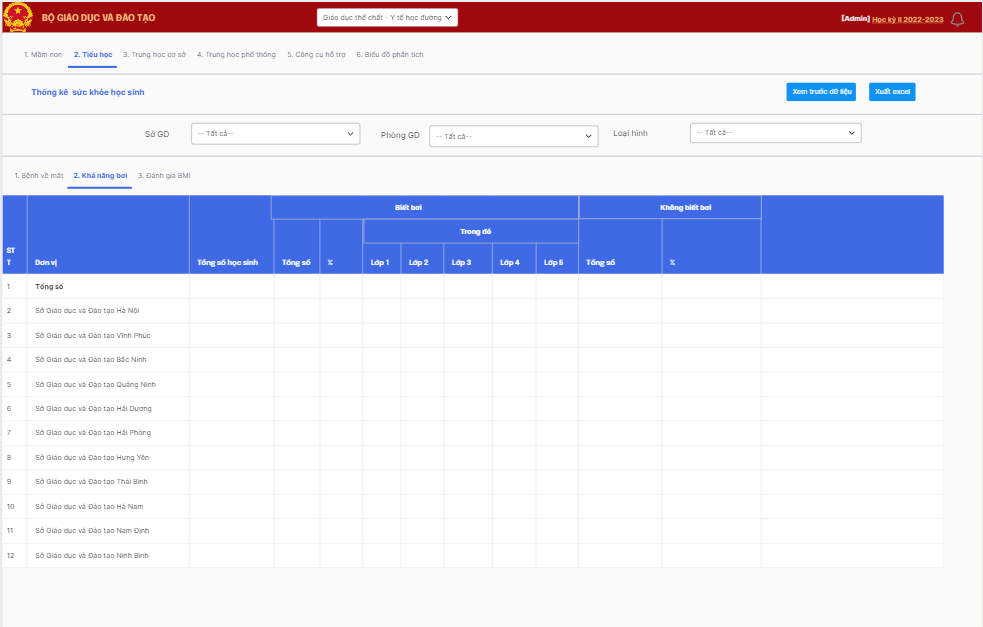 BỘ GIÁO DỤC VÀ ĐÀO TẠO
Giáo dục thể chất - Y tế học đường
[Admin] Học kỳ II 2022-2023
1. Mầm non 2. Tiểu học 3. Trung học cơ sở 4. Trung học phổ thông 5. Công cụ hỗ trợ 6. Biểu đồ phân tích
Thống kê sức khỏe học sinh
Xem trước dữ liệu
Xuất excel
Sở GD -- Tất cả-- Phòng GD -- Tất cả-- Loại hình -- Tất cả--
1. Bệnh về mắt 2. Khả năng bơi 3. Đánh giá BMI
Biết bơi Không biết bơi
Trong đó
STT Đơn vị Tổng số học sinh Tổng số % Lớp 1 Lớp 2 Lớp 3 Lớp 4 Lớp 5 Tổng số %
1 Tổng số
2 Sở Giáo dục và Đào tạo Hà Nội
3 Sở Giáo dục và Đào tạo Vĩnh Phúc
4 Sở Giáo dục và Đào tạo Bắc Ninh
5 Sở Giáo dục và Đào tạo Quảng Ninh
6 Sở Giáo dục và Đào tạo Hải Dương
7 Sở Giáo dục và Đào tạo Hải Phòng
8 Sở Giáo dục và Đào tạo Hưng Yên
9 Sở Giáo dục và Đào tạo Thái Bình
10 Sở Giáo dục và Đào tạo Hà Nam
11 Sở Giáo dục và Đào tạo Nam Định
12 Sở Giáo dục và Đào tạo Ninh Bình